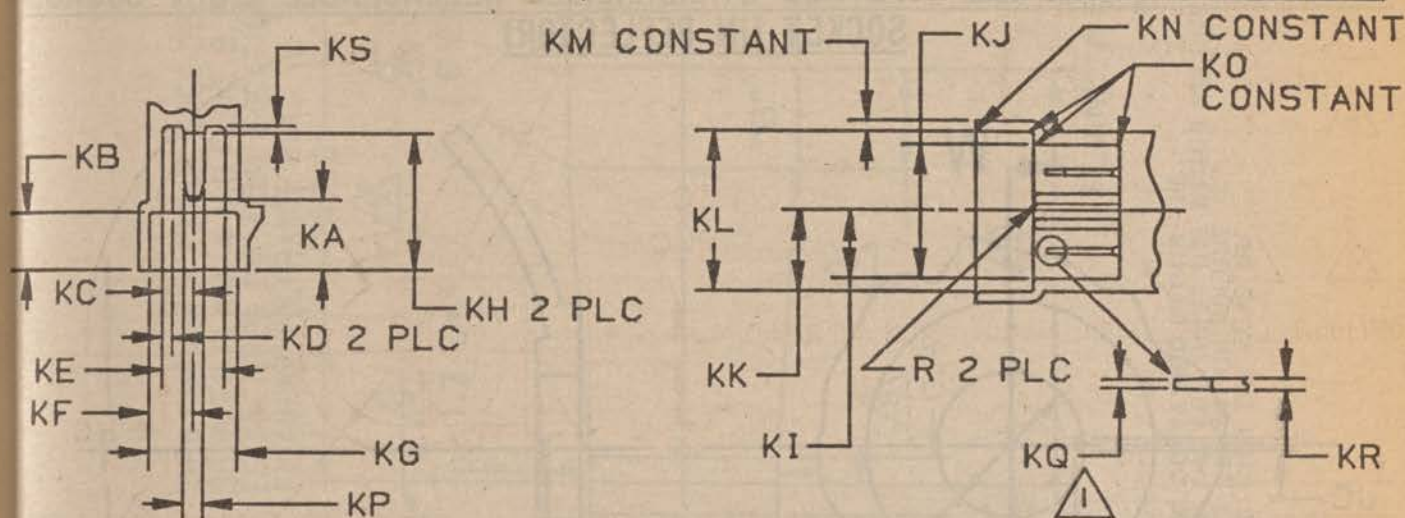 KS
KM CONSTANT
KJ
KN CONSTANT
KO
CONSTANT
KB
KL
KA
KC
KH 2 PLC
KD 2 PLC
KE
KK
R 2 PLC
KF
KI
KG
KQ
KR
KP
1